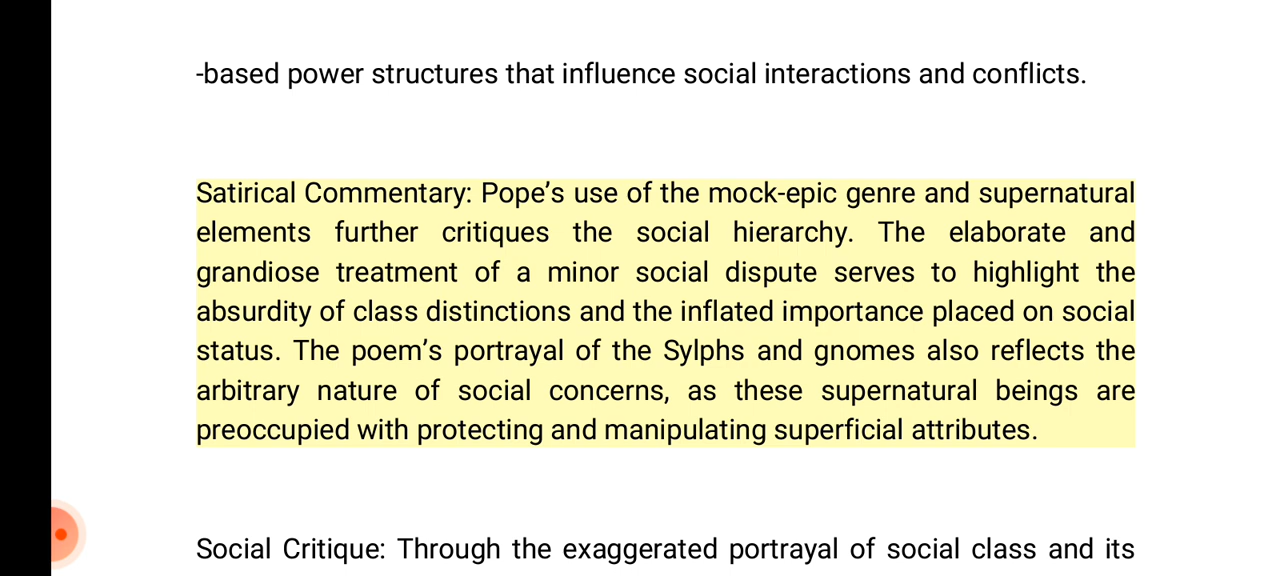 -based power structures that influence social interactions and conflicts.
Satirical Commentary: Pope’s use of the mock-epic genre and supernatural
elements further critiques the social hierarchy. The elaborate and
grandiose treatment of a minor social dispute serves to highlight the
absurdity of class distinctions and the inflated importance placed on social
status. The poem’s portrayal of the Sylphs and gnomes also reflects the
arbitrary nature of social concerns, as these supernatural beings are
preoccupied with protecting and manipulating superficial attributes.
Social Critique: Through the exaggerated portrayal of social class and its